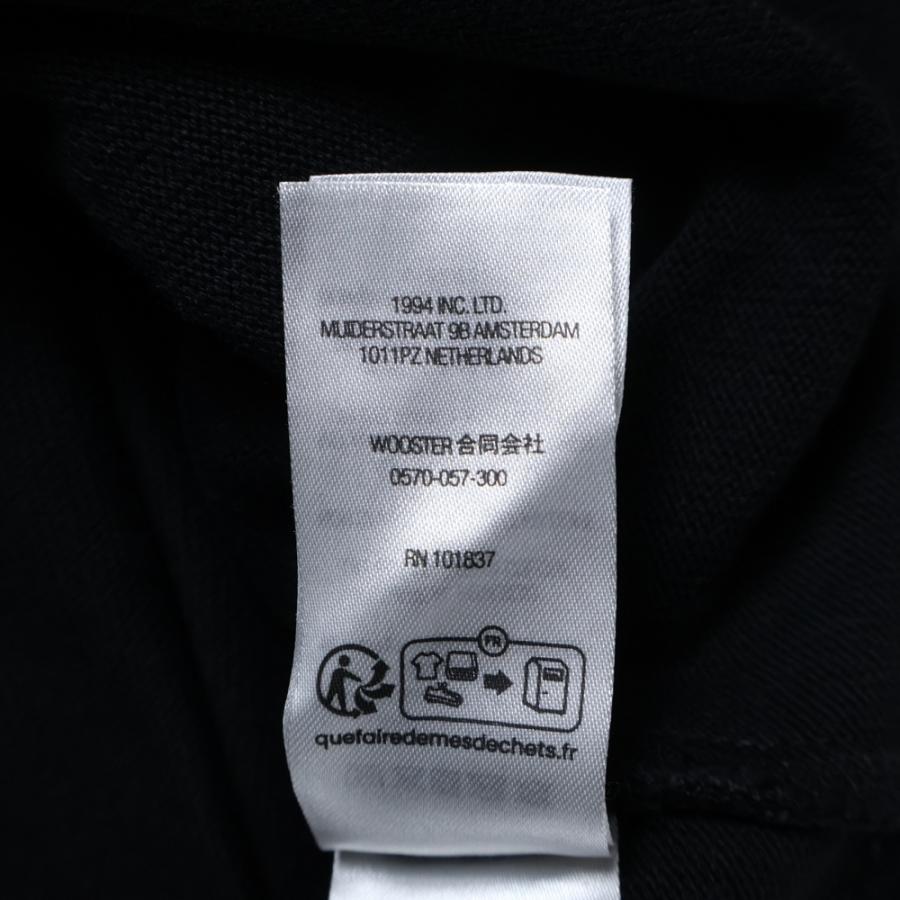 1994 INC. LTD.
MUIDERSTRAAT 9B AMSTERDAM
1011PZ NETHERLANDS
WOOSTER 合同会社
0570-057-300
RN 101837
FR
quefairedemesdechets.fr